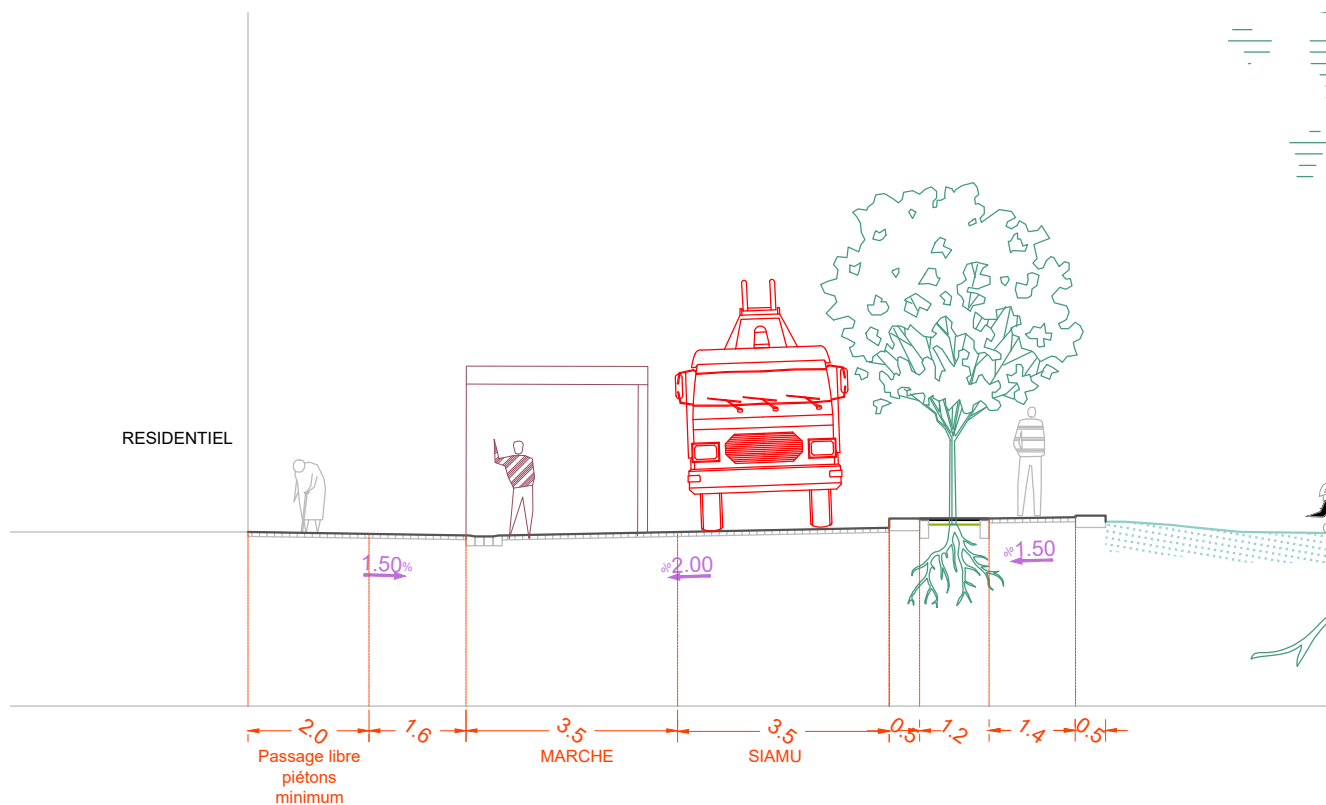 RESIDENTIEL
1.50%
%2.00
%1.50
2.0
1.6
3.5
3.5
0.5
1.2
1.4
0.5
Passage libre
piétons
minimum
MARCHE
SIAMU